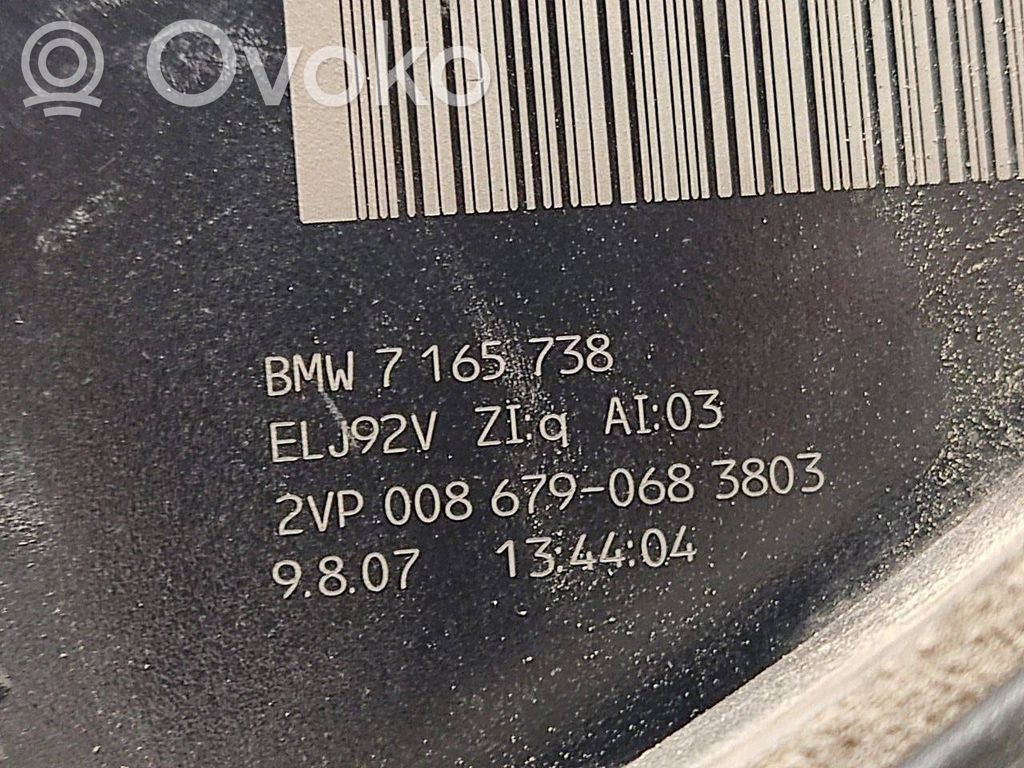 Ovoko
BMW 7 165 738
ELJ92V ZI:q AI:03
2VP 008 679-068 3803
9.8.07 13:44:04